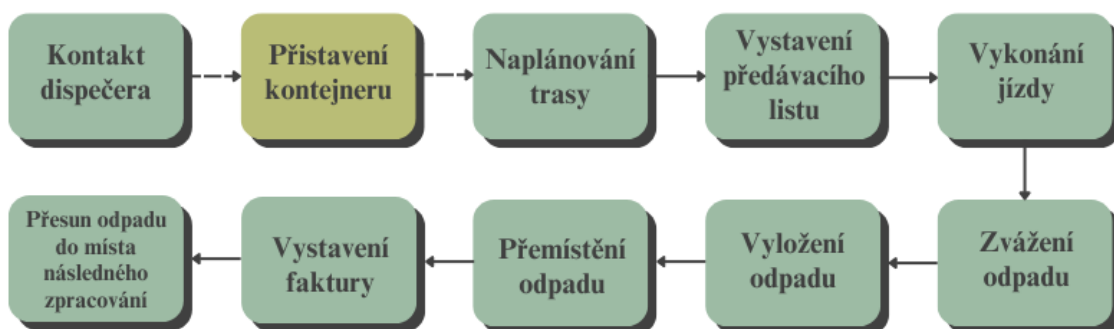 Kontakt
dispečera
Přistavení
kontejneru
Naplánování
trasy
Vystavení
předávacího
listu
Vykonání
jízdy
Zvážení
odpadu
Vyložení
odpadu
Přemístění
odpadu
Vystavení
faktury
Přesun odpadu
do místa
následného
zpracování